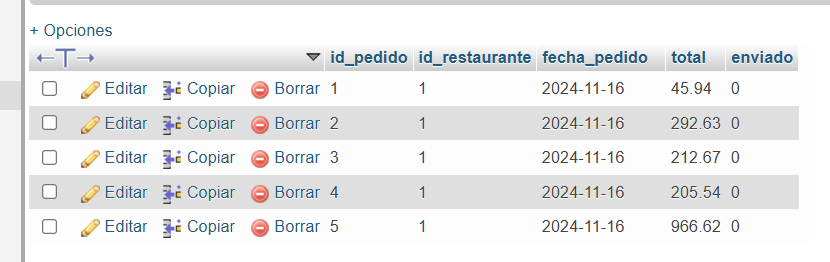 + Opciones
←T→ id_pedido id_restaurante fecha_pedido total enviado
Editar Copiar Borrar 1 1 2024-11-16 45.94 0
Editar Copiar Borrar 2 1 2024-11-16 292.63 0
Editar Copiar Borrar 3 1 2024-11-16 212.67 0
Editar Copiar Borrar 4 1 2024-11-16 205.54 0
Editar Copiar Borrar 5 1 2024-11-16 966.62 0